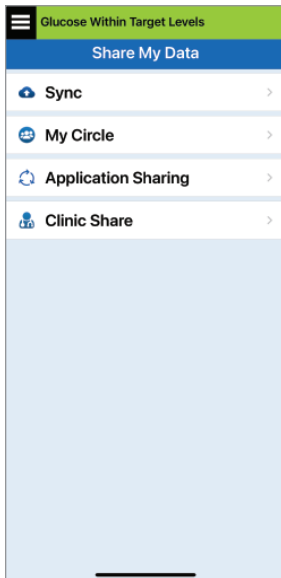 Glucose Within Target Levels
Share My Data
Sync
My Circle
Application Sharing
Clinic Share